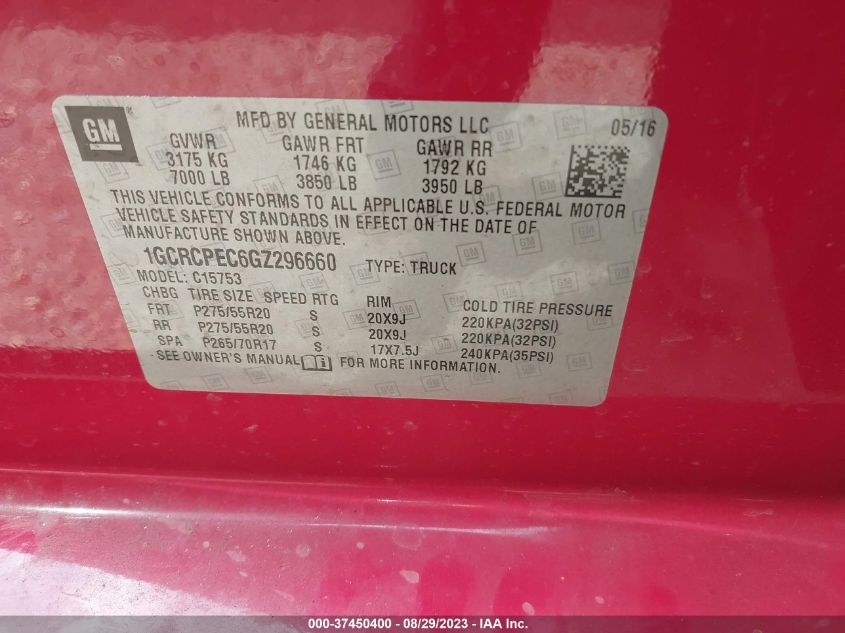 GM
MFD BY GENERAL MOTORS LLC 05/16
GVWR GAWR FRT GAWR RR
3175 KG 1746 KG 1792 KG
7000 LB 3850 LB 3950 LB
THIS VEHICLE CONFORMS TO ALL APPLICABLE U.S. FEDERAL MOTOR
VEHICLE SAFETY STANDARDS IN EFFECT ON THE DATE OF
MANUFACTURE SHOWN ABOVE.
1GCRCPEC6GZ296660 TYPE: TRUCK
MODEL: C15753
CHBG TIRE SIZE SPEED RTG RIM COLD TIRE PRESSURE
FRT P275/55R20 S 20X9J 220KPA(32PSI)
RR P275/55R20 S 20X9J 220KPA(32PSI)
SPA P265/70R17 S 17X7.5J 240KPA(35PSI)
SEE OWNER'S MANUAL FOR MORE INFORMATION.
000-37450400 - 08/29/2023 - IAA Inc.